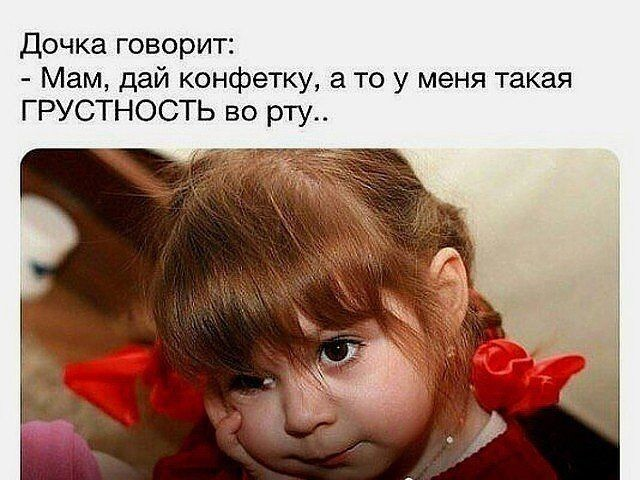 Дочка говорит:
- Мам, дай конфетку, а то у меня такая
ГРУСТНОСТЬ во рту..